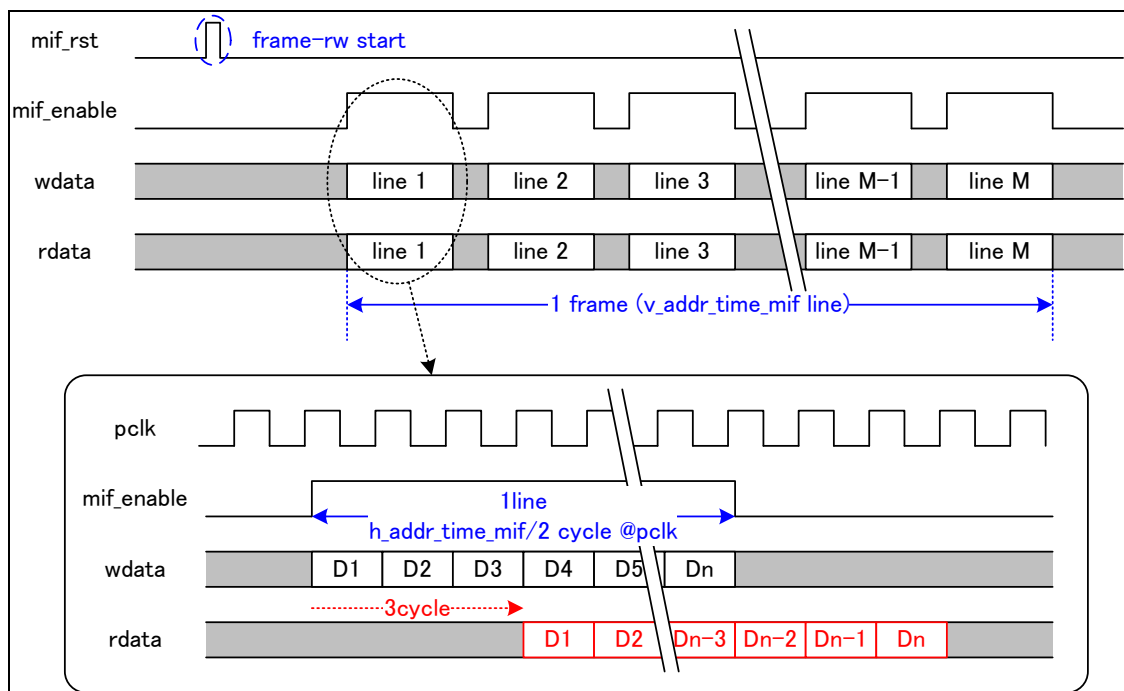 mif_rst
frame-rw start
mif_enable
wdata line 1 line 2 line 3 line M-1 line M
rdata line 1 line 2 line 3 line M-1 line M
1 frame (v_addr_time_mif line)
pclk
mif_enable
1line
h_addr_time_mif/2 cycle @pclk
wdata D1 D2 D3 D4 D5 Dn
3cycle
rdata D1 D2 Dn-3 Dn-2 Dn-1 Dn